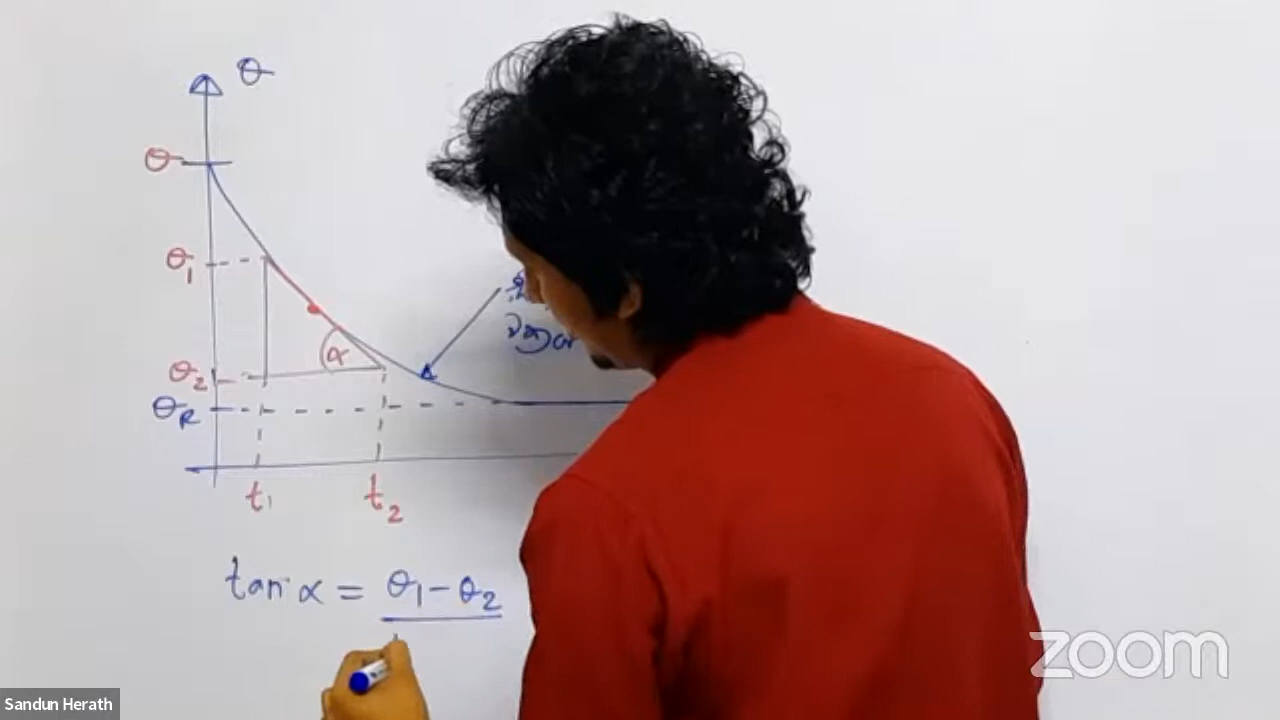 θ
θ
θ₁
θ₂
α
θR
t₁
t₂
tan α = θ₁ - θ₂
zoom
Sandun Herath